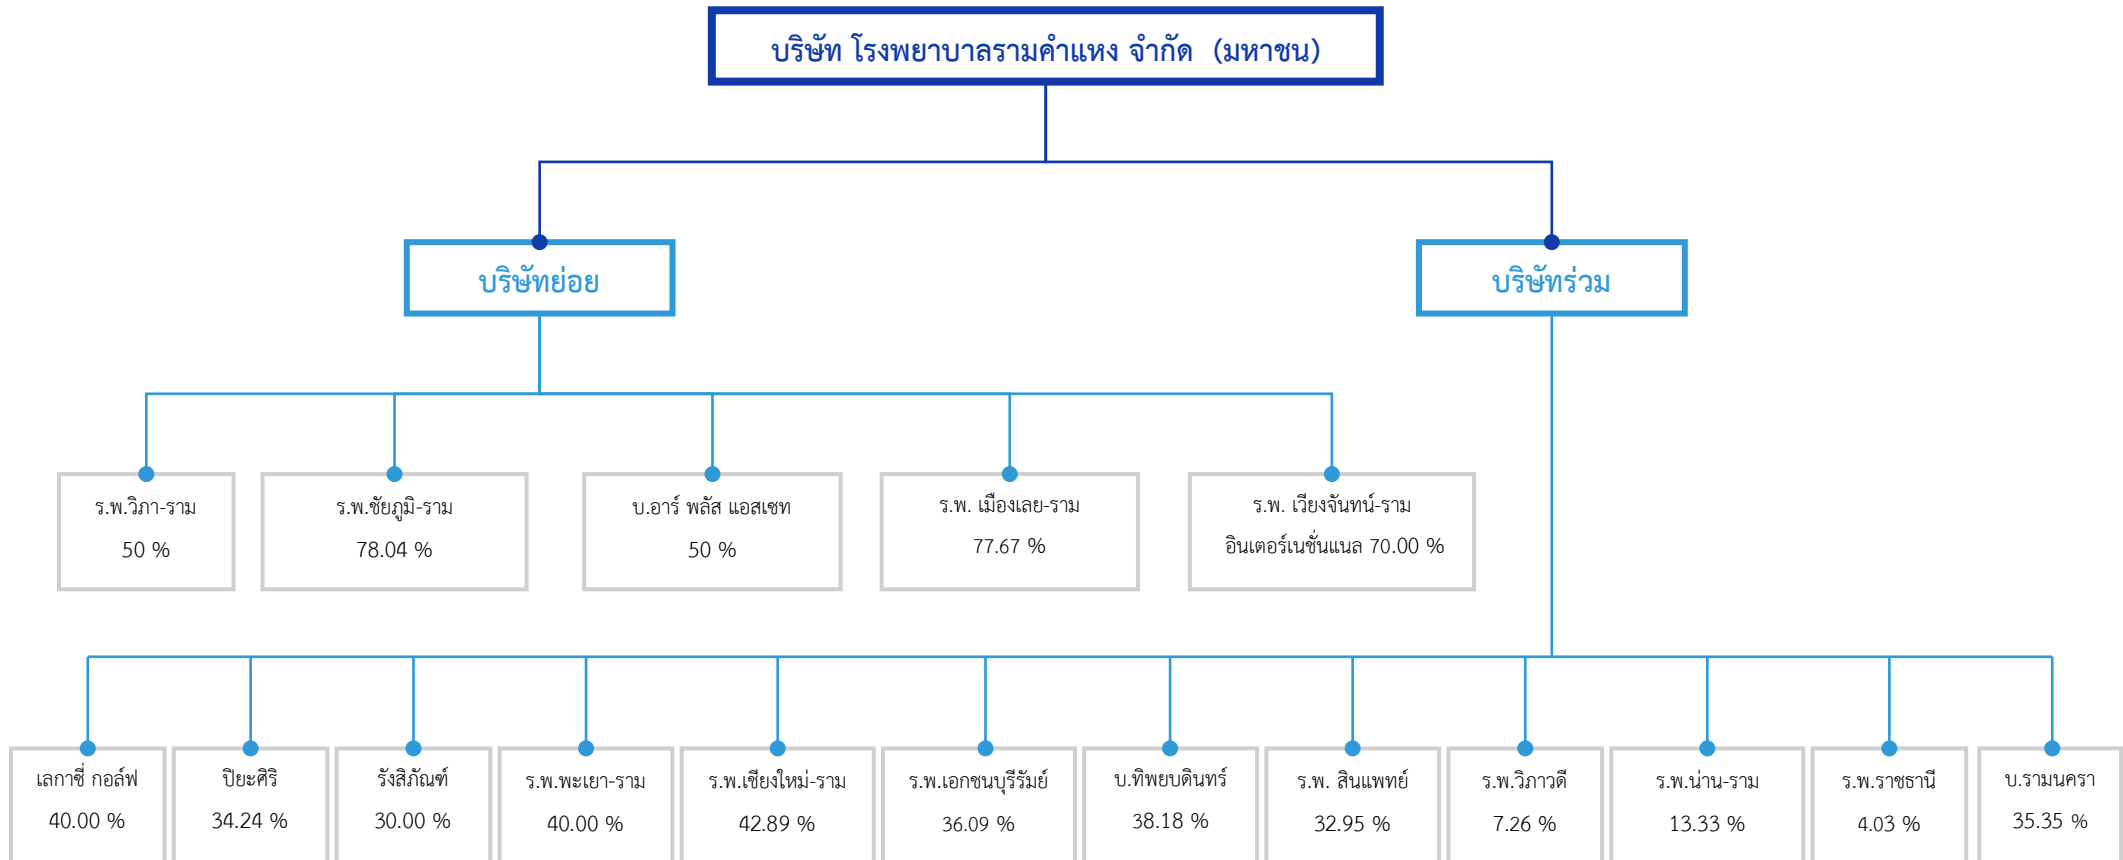 บริษัท โรงพยาบาลรามคำแหง จำกัด (มหาชน)
บริษัทย่อย
บริษัทร่วม
ร.พ.วิภา-ราม
50 %
ร.พ.ชัยภูมิ-ราม
78.04 %
บ.อาร์ พลัส แอสเซท
50 %
ร.พ. เมืองเลย-ราม
77.67 %
ร.พ. เวียงจันทน์-ราม
อินเตอร์เนชั่นแนล 70.00 %
เลกาซี่ กอล์ฟ
40.00 %
ปิยะศิริ
34.24 %
รังสิภัณฑ์
30.00 %
ร.พ.พะเยา-ราม
40.00 %
ร.พ.เชียงใหม่-ราม
42.89 %
ร.พ.เอกชนบุรีรัมย์
36.09 %
บ.ทิพยบดินทร์
38.18 %
ร.พ. สินแพทย์
32.95 %
ร.พ.วิภาวดี
7.26 %
ร.พ.น่าน-ราม
13.33 %
ร.พ.ราชธานี
4.03 %
บ.รามนครา
35.35 %